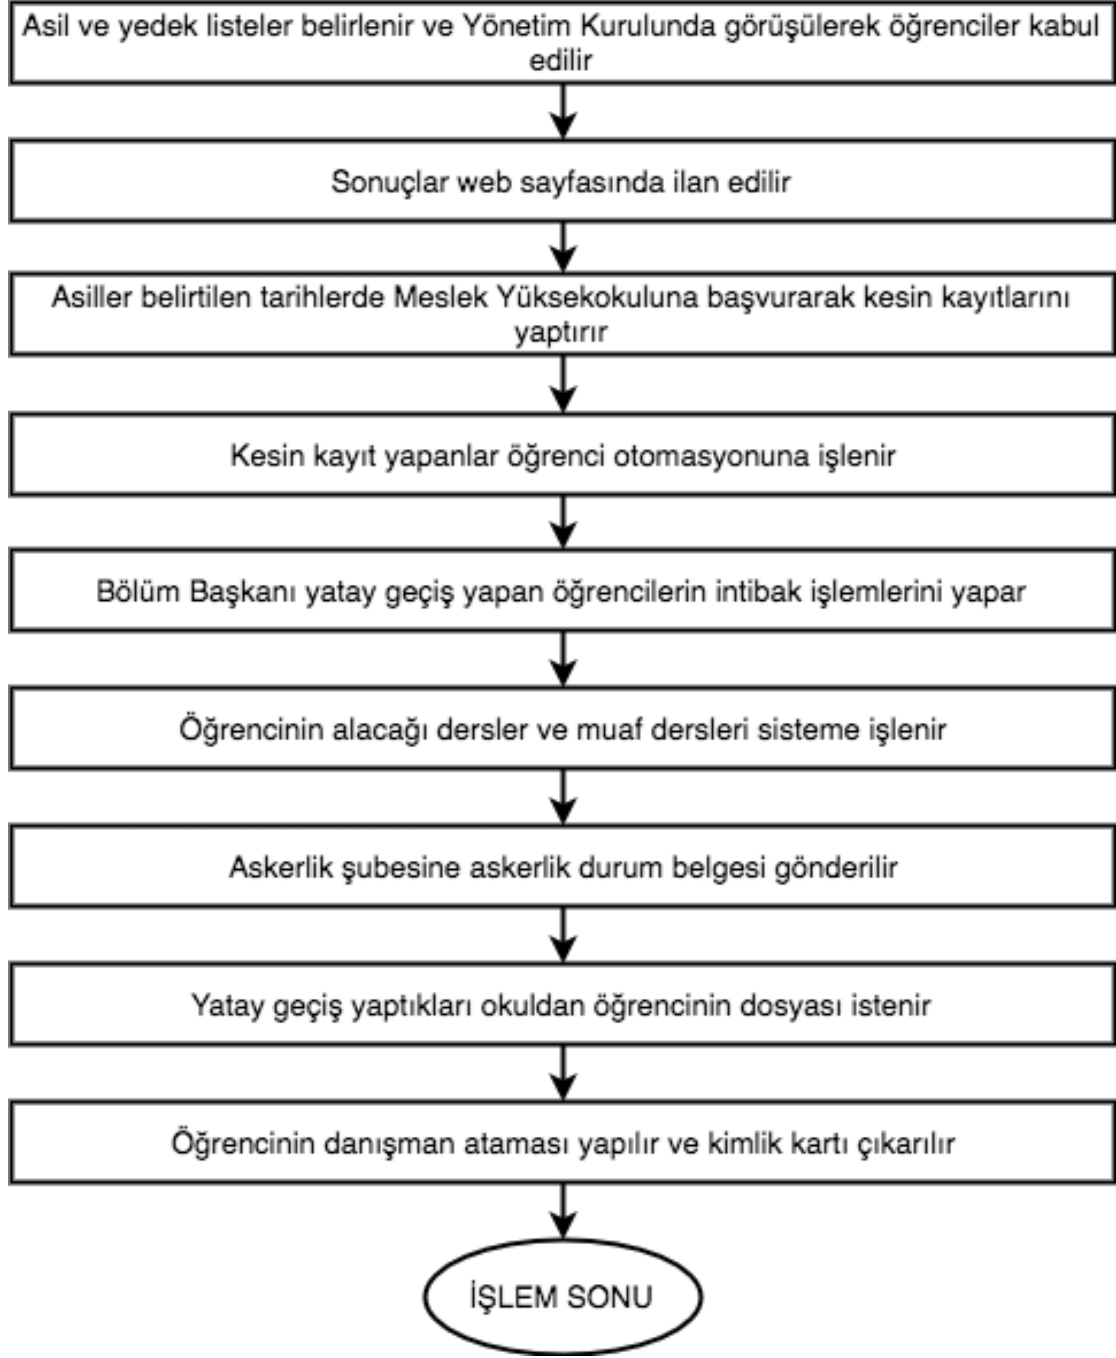 Asil ve yedek listeler belirlenir ve Yönetim Kurulunda görüşülerek öğrenciler kabul
edilir
Sonuçlar web sayfasında ilan edilir
Asiller belirtilen tarihlerde Meslek Yüksekokuluna başvurarak kesin kayıtlarını
yaptırır
Kesin kayıt yapanlar öğrenci otomasyonuna işlenir
Bölüm Başkanı yatay geçiş yapan öğrencilerin intibak işlemlerini yapar
Öğrencinin alacağı dersler ve muaf dersleri sisteme işlenir
Askerlik şubesine askerlik durum belgesi gönderilir
Yatay geçiş yaptıkları okuldan öğrencinin dosyası istenir
Öğrencinin danışman ataması yapılır ve kimlik kartı çıkarılır
İŞLEM SONU